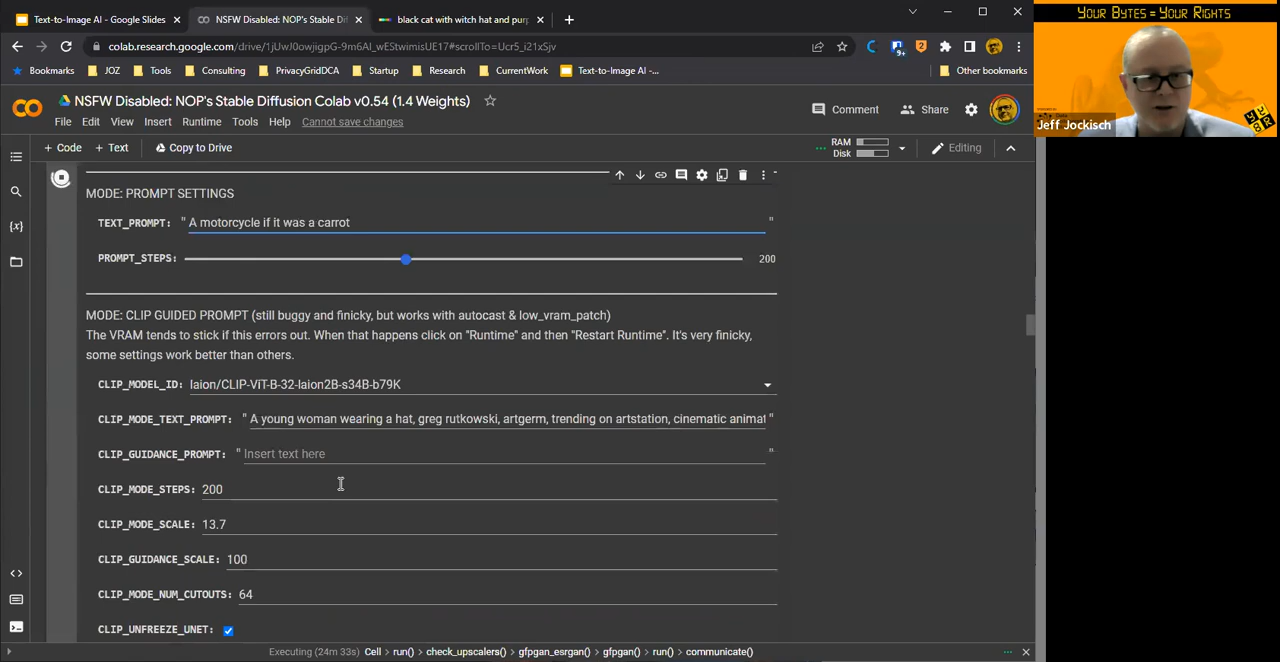 Text-to-Image AI - Google Slides
NSFW Disabled: NOP's Stable Dif
black cat with witch hat and pur
YOUR BYTES = YOUR RIGHTS
colab.research.google.com/drive/1jUwJ0owjigpG-9m6AI_wEStwimisUE17#scrollTo=Ucr5_i21xSjv
9+
2
Bookmarks
JOZ
Tools
Consulting
PrivacyGridDCA
Startup
Research
CurrentWork
Text-to-Image AI -...
Other bookmarks
NSFW Disabled: NOP's Stable Diffusion Colab v0.54 (1.4 Weights)
Comment
Share
Jeff Jockisch
File Edit View Insert Runtime Tools Help Cannot save changes
+ Code + Text Copy to Drive
RAM
Disk
Editing
MODE: PROMPT SETTINGS
TEXT_PROMPT: " A motorcycle if it was a carrot "
PROMPT_STEPS: 200
MODE: CLIP GUIDED PROMPT (still buggy and finicky, but works with autocast & low_vram_patch)
The VRAM tends to stick if this errors out. When that happens click on "Runtime" and then "Restart Runtime". It's very finicky,
some settings work better than others.
CLIP_MODEL_ID: laion/CLIP-ViT-B-32-laion2B-s34B-b79K
CLIP_MODE_TEXT_PROMPT: " A young woman wearing a hat, greg rutkowski, artgerm, trending on artstation, cinematic animat "
CLIP_GUIDANCE_PROMPT: " Insert text here "
CLIP_MODE_STEPS: 200
CLIP_MODE_SCALE: 13.7
CLIP_GUIDANCE_SCALE: 100
CLIP_MODE_NUM_CUTOUTS: 64
CLIP_UNFREEZE_UNET:
Executing (24m 33s) Cell > run() > check_upscalers() > gfpgan_esrgan() > gfpgan() > run() > communicate()